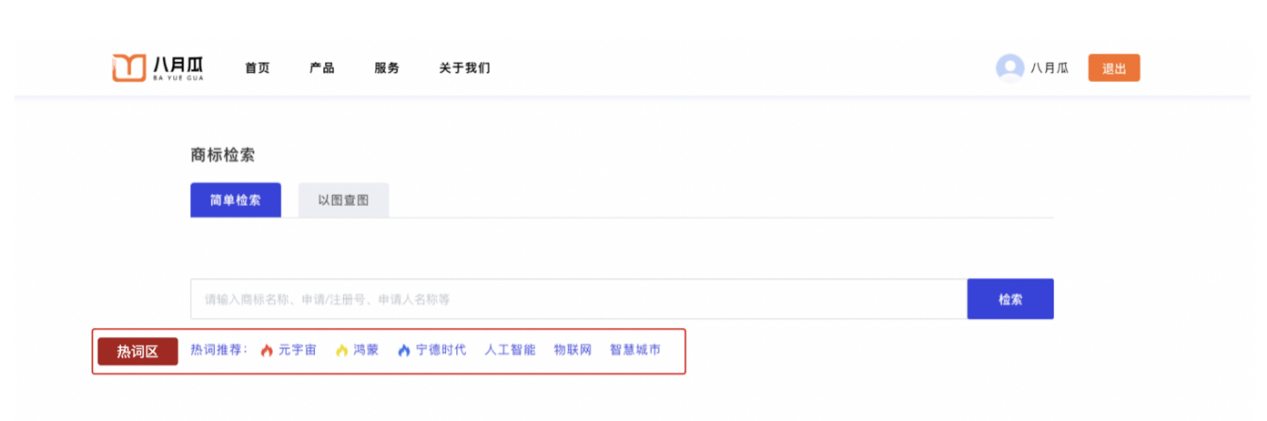 八月瓜 首页 产品 服务 关于我们 八月瓜 退出
BA YUE GUA
商标检索
简单检索 以图查图
请输入商标名称、申请/注册号、申请人名称等 检索
热词区 热词推荐: 元宇宙 鸿蒙 宁德时代 人工智能 物联网 智慧城市